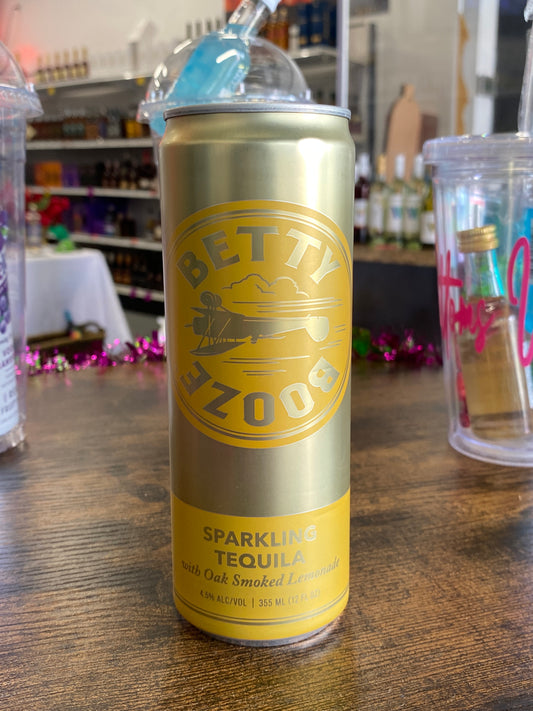 BETTY
BOOZE
SPARKLING
TEQUILA
with Oak Smoked Lemonade
4.5% ALC/VOL | 355 ML (12 FL OZ)